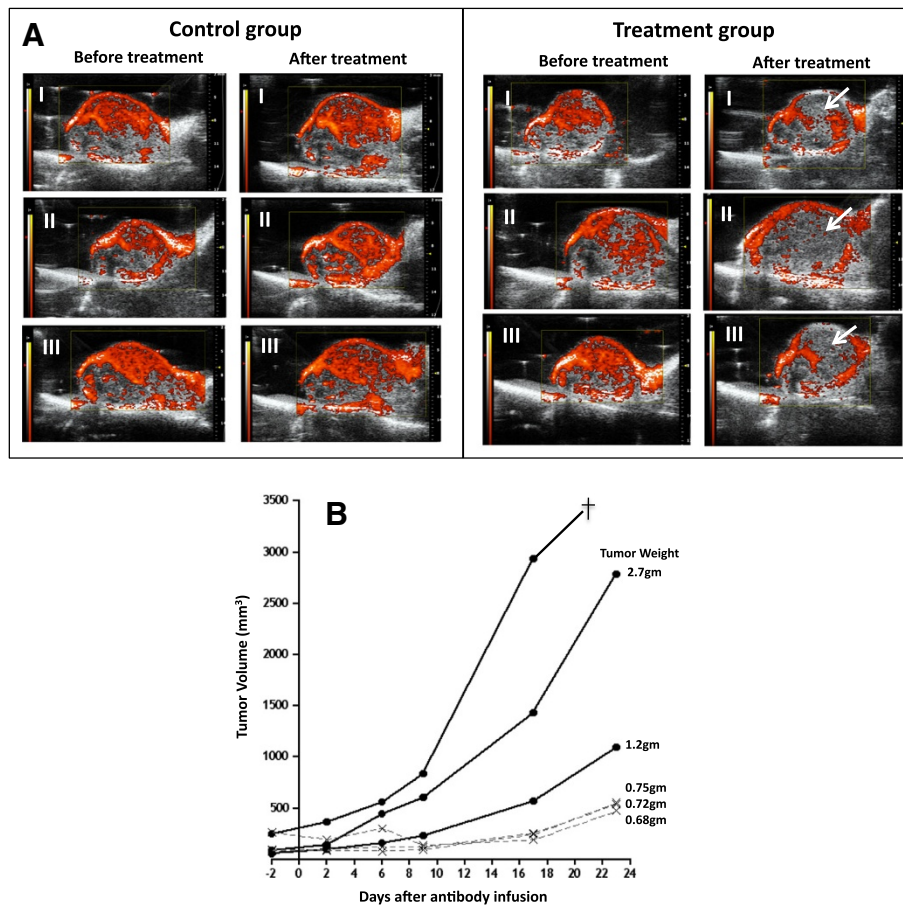 A
Control group
Before treatment
After treatment
I
I
II
II
III
III
Treatment group
Before treatment
After treatment
I
I
II
II
III
III
B
Tumor Volume (mm³)
3500
3000
2500
2000
1500
1000
500
-2 0 2 4 6 8 10 12 14 16 18 20 22 24
Days after antibody infusion
†
Tumor Weight
2.7gm
1.2gm
0.75gm
0.72gm
0.68gm